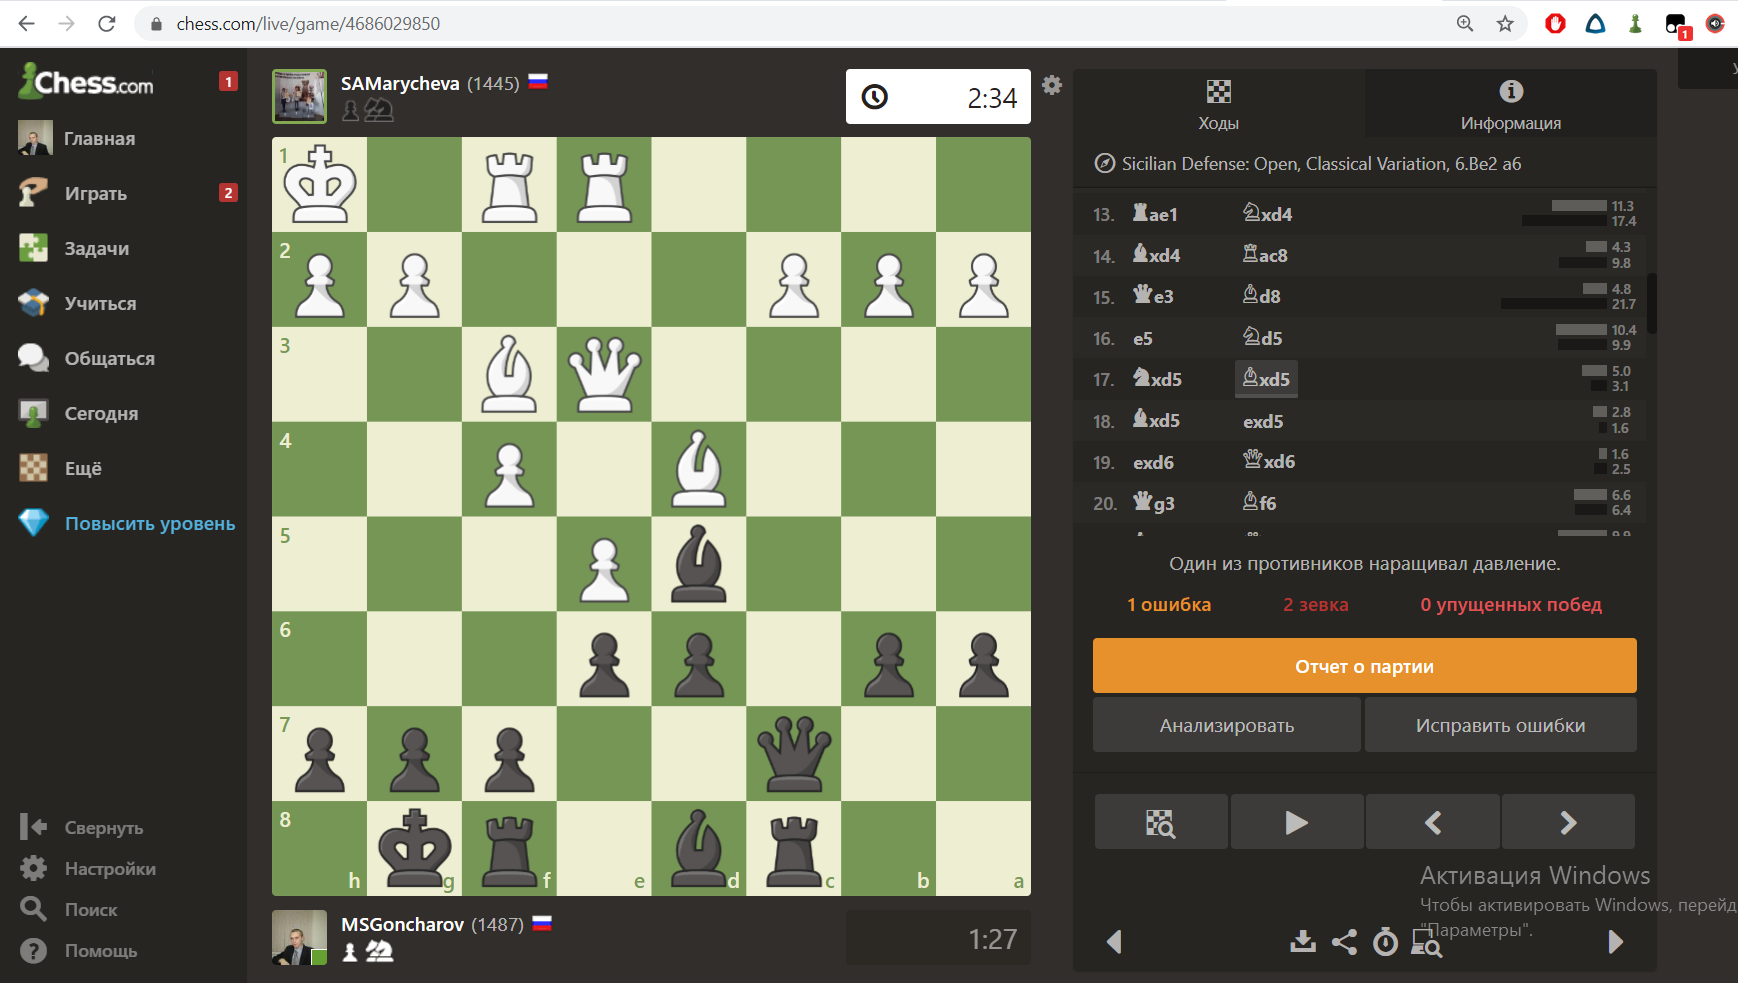 chess.com/live/game/4686029850
1
Chess.com
1
Главная
Играть
2
Задачи
Учиться
Общаться
Сегодня
Ещё
Повысить уровень
Свернуть
Настройки
Поиск
Помощь
SAMarycheva (1445)
2:34
1
2
3
4
5
6
7
8
h g f e d c b a
MSGoncharov (1487)
1:27
Ходы
Информация
Sicilian Defense: Open, Classical Variation, 6.Be2 a6
13. ae1 xd4 11.3
17.4
14. xd4 ac8 4.3
9.8
15. e3 d8 4.8
21.7
16. e5 d5 10.4
9.9
17. xd5 xd5 5.0
3.1
18. xd5 exd5 2.8
1.6
19. exd6 xd6 1.6
2.5
20. g3 f6 6.6
6.4
Один из противников наращивал давление.
1 ошибка 2 зевка 0 упущенных побед
Отчет о партии
Анализировать
Исправить ошибки
Активация Windows
Чтобы активировать Windows, перейд
"Параметры".